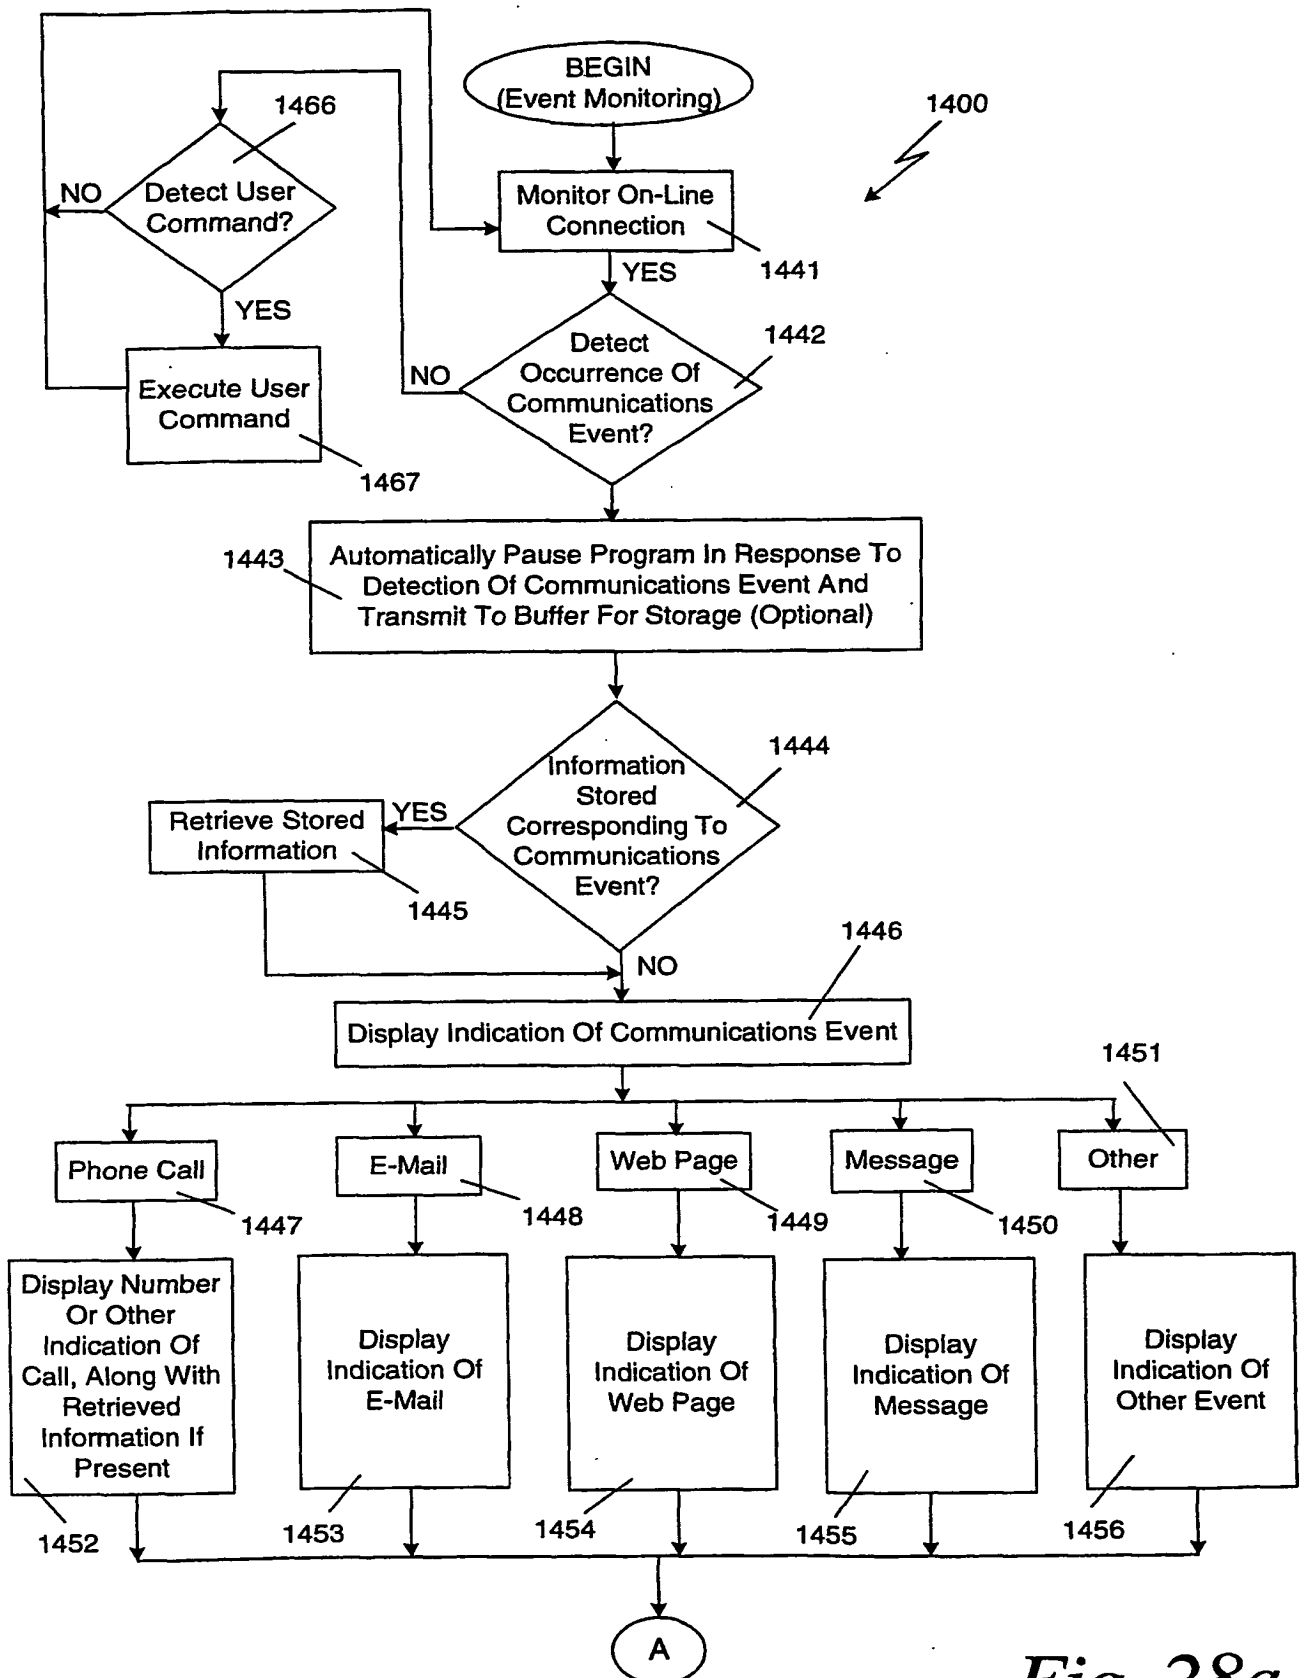 BEGIN
(Event Monitoring)
1400
1466
Detect User
Command?
NO
YES
Monitor On-Line
Connection
1441
YES
1442
Detect
Occurrence Of
Communications
Event?
NO
Execute User
Command
1467
1443
Automatically Pause Program In Response To
Detection Of Communications Event And
Transmit To Buffer For Storage (Optional)
1444
Information
Stored
Corresponding To
Communications
Event?
YES
Retrieve Stored
Information
1445
NO
1446
Display Indication Of Communications Event
1451
Phone Call
1447
E-Mail
1448
Web Page
1449
Message
1450
Other
Display Number
Or Other
Indication Of
Call, Along With
Retrieved
Information If
Present
1452
Display
Indication Of
E-Mail
1453
Display
Indication Of
Web Page
1454
Display
Indication Of
Message
1455
Display
Indication Of
Other Event
1456
A
Fig. 28a